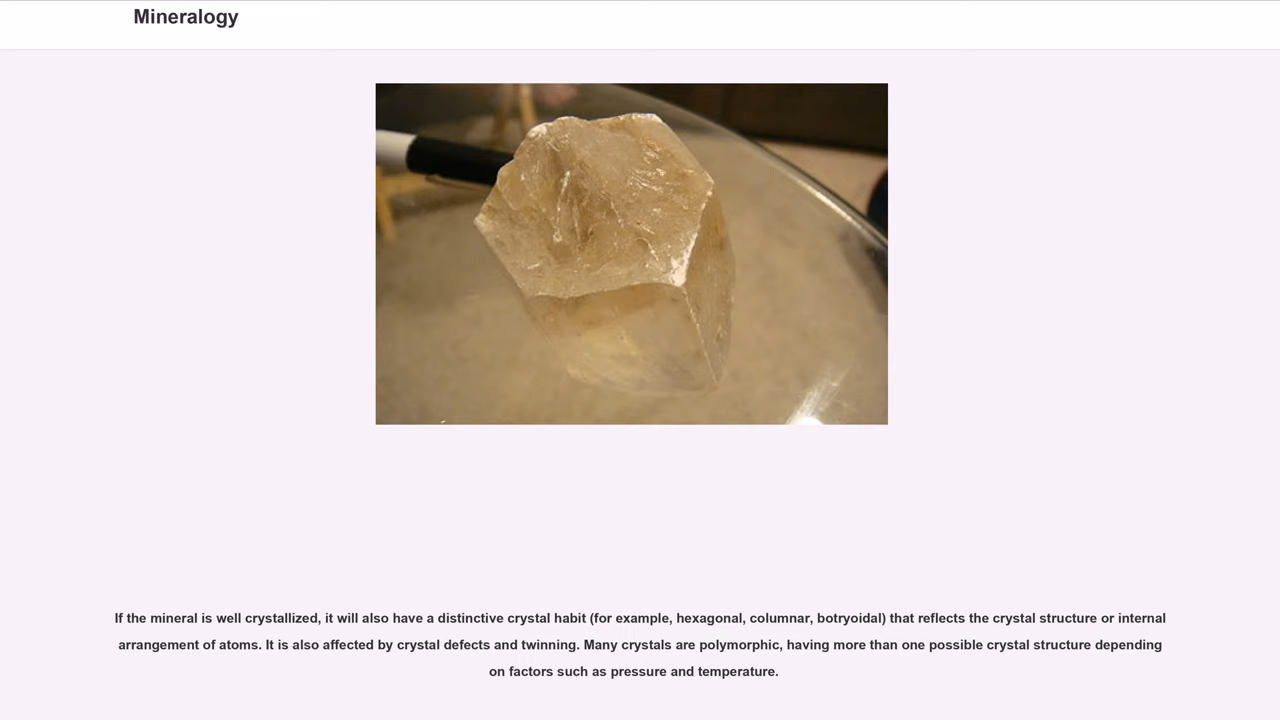 Mineralogy
If the mineral is well crystallized, it will also have a distinctive crystal habit (for example, hexagonal, columnar, botryoidal) that reflects the crystal structure or internal
arrangement of atoms. It is also affected by crystal defects and twinning. Many crystals are polymorphic, having more than one possible crystal structure depending
on factors such as pressure and temperature.